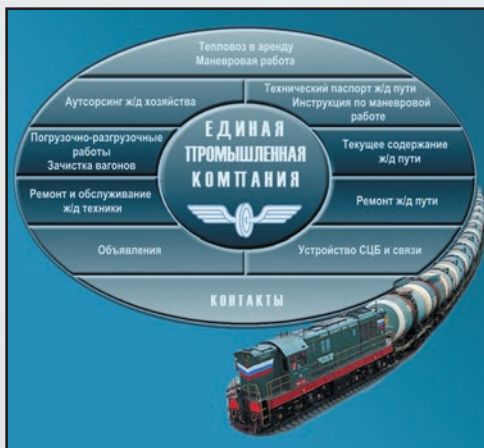 Тепловоз в аренду
Маневровая работа
Аутсорсинг ж/д хозяйства
Технический паспорт ж/д пути
Инструкция по маневровой
работе
Погрузочно-разгрузочные
работы
Зачистка вагонов
ЕДИНАЯ
ПРОМЫШЛЕННАЯ
КОМПАНИЯ
Текущее содержание
ж/д пути
Ремонт и обслуживание
ж/д техники
Ремонт ж/д пути
Объявления
Устройство СЦБ и связи
КОНТАКТЫ